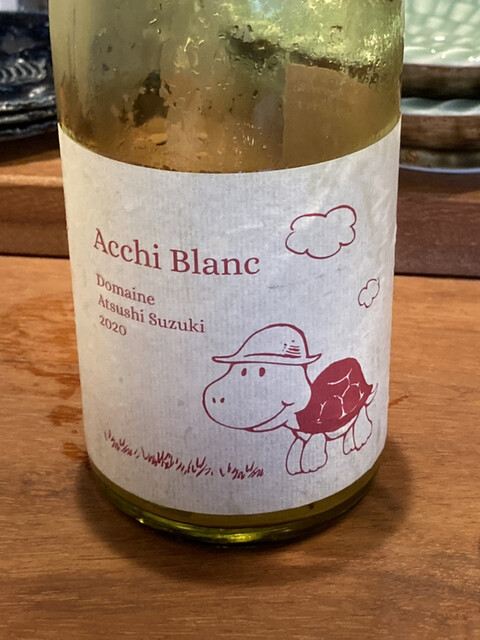 Acchi Blanc
Domaine
Atsushi Suzuki
2020